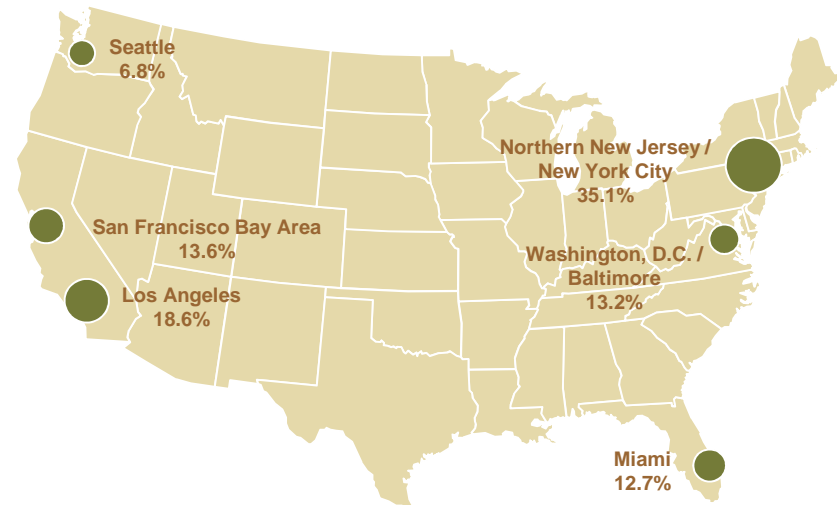 Seattle
6.8%
Northern New Jersey /
New York City
35.1%
San Francisco Bay Area
13.6%
Washington, D.C. /
Baltimore
13.2%
Los Angeles
18.6%
Miami
12.7%